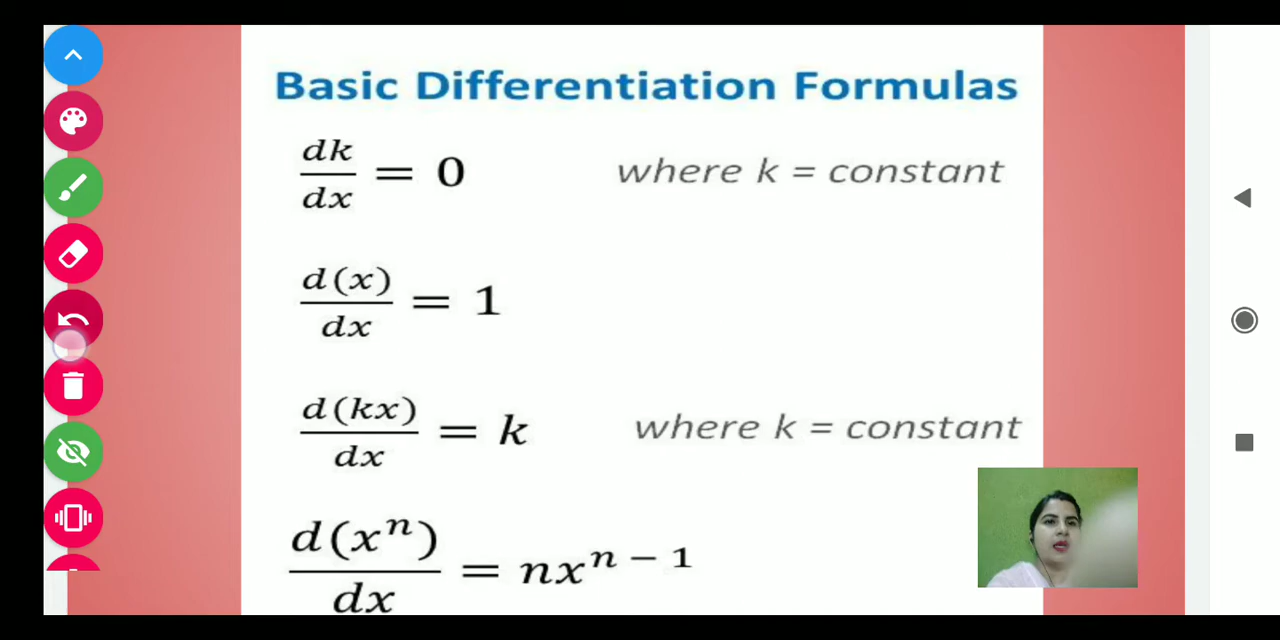 Basic Differentiation Formulas
dk/dx = 0 where k = constant
d(x)/dx = 1
d(kx)/dx = k where k = constant
d(xⁿ)/dx = nxⁿ⁻¹